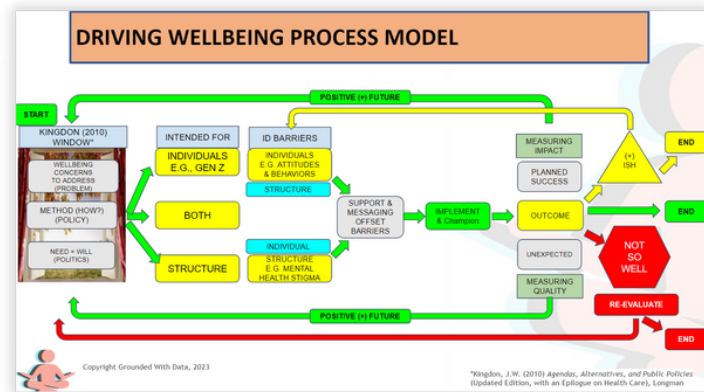 DRIVING WELLBEING PROCESS MODEL
POSITIVE (+) FUTURE
START
KINGDON (2010)
WINDOW*
WELLBEING
CONCERNS
TO ADDRESS
(PROBLEM)
METHOD (HOW?)
(POLICY)
NEED = WILL
(POLITICS)
INTENDED FOR
INDIVIDUALS
E.G., GEN Z
BOTH
STRUCTURE
ID BARRIERS
INDIVIDUALS
E.G. ATTITUDES
& BEHAVIORS
STRUCTURE
INDIVIDUAL
STRUCTURE
E.G. MENTAL
HEALTH STIGMA
SUPPORT &
MESSAGING
OFFSET
BARRIERS
IMPLEMENT
& Champion
MEASURING
IMPACT
PLANNED
SUCCESS
OUTCOME
UNEXPECTED
MEASURING
QUALITY
(+)
ISH
END
END
NOT
SO
WELL
RE-EVALUATE
END
POSITIVE (+) FUTURE
Copyright Grounded With Data, 2023
*Kingdon, J.W. (2010) Agendas, Alternatives, and Public Policies
(Updated Edition, with an Epilogue on Health Care), Longman